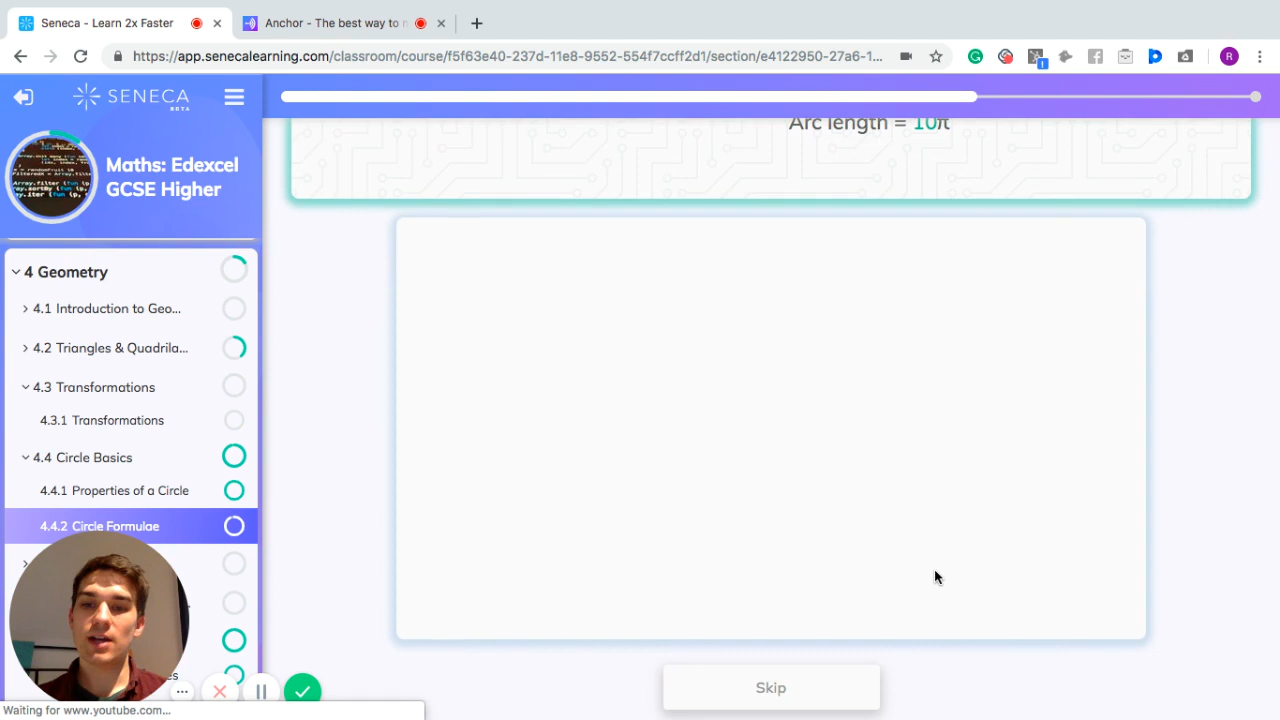 Seneca - Learn 2x Faster
Anchor - The best way to
https://app.senecalearning.com/classroom/course/f5f63e40-237d-11e8-9552-554f7ccff2d1/section/e4122950-27a6-1...
1
R
SENECA
BETA
Maths: Edexcel
GCSE Higher
4 Geometry
4.1 Introduction to Geo...
4.2 Triangles & Quadrila...
4.3 Transformations
4.3.1 Transformations
4.4 Circle Basics
4.4.1 Properties of a Circle
4.4.2 Circle Formulae
Arc length = 10π
Skip
Waiting for www.youtube.com...